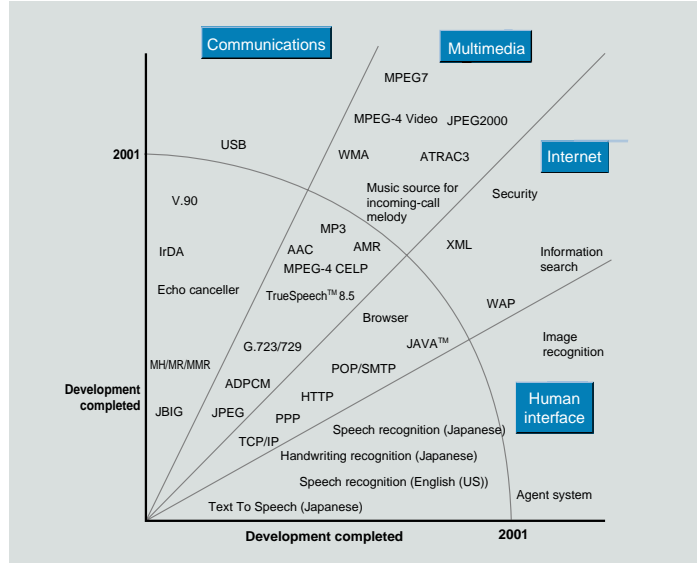 Communications
Multimedia
MPEG7
MPEG-4 Video
JPEG2000
USB
2001
WMA
ATRAC3
Internet
Music source for
incoming-call
melody
Security
V.90
MP3
IrDA
AAC
AMR
XML
MPEG-4 CELP
Information
search
Echo canceller
TrueSpeech™ 8.5
WAP
Browser
Image
recognition
G.723/729
JAVA™
MH/MR/MMR
POP/SMTP
Development
completed
ADPCM
HTTP
Human
interface
JBIG
JPEG
PPP
Speech recognition (Japanese)
TCP/IP
Handwriting recognition (Japanese)
Speech recognition (English (US))
Agent system
Text To Speech (Japanese)
Development completed
2001